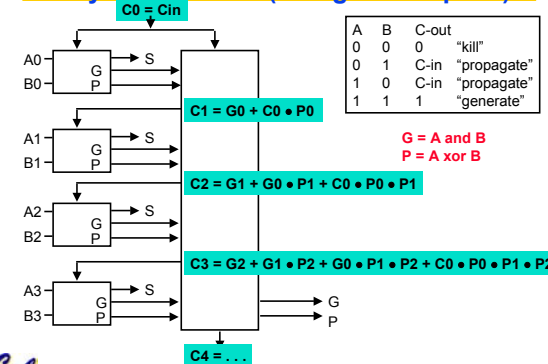 C0 = Cin
A B C-out
0 0 0 “kill”
0 1 C-in “propagate”
1 0 C-in “propagate”
1 1 1 “generate”
G = A and B
P = A xor B
A0
B0
S
G
P
C1 = G0 + C0 • P0
A1
B1
S
G
P
C2 = G1 + G0 • P1 + C0 • P0 • P1
A2
B2
S
G
P
C3 = G2 + G1 • P2 + G0 • P1 • P2 + C0 • P0 • P1 • P2
A3
B3
S
G
P
G
P
C4 = . . .